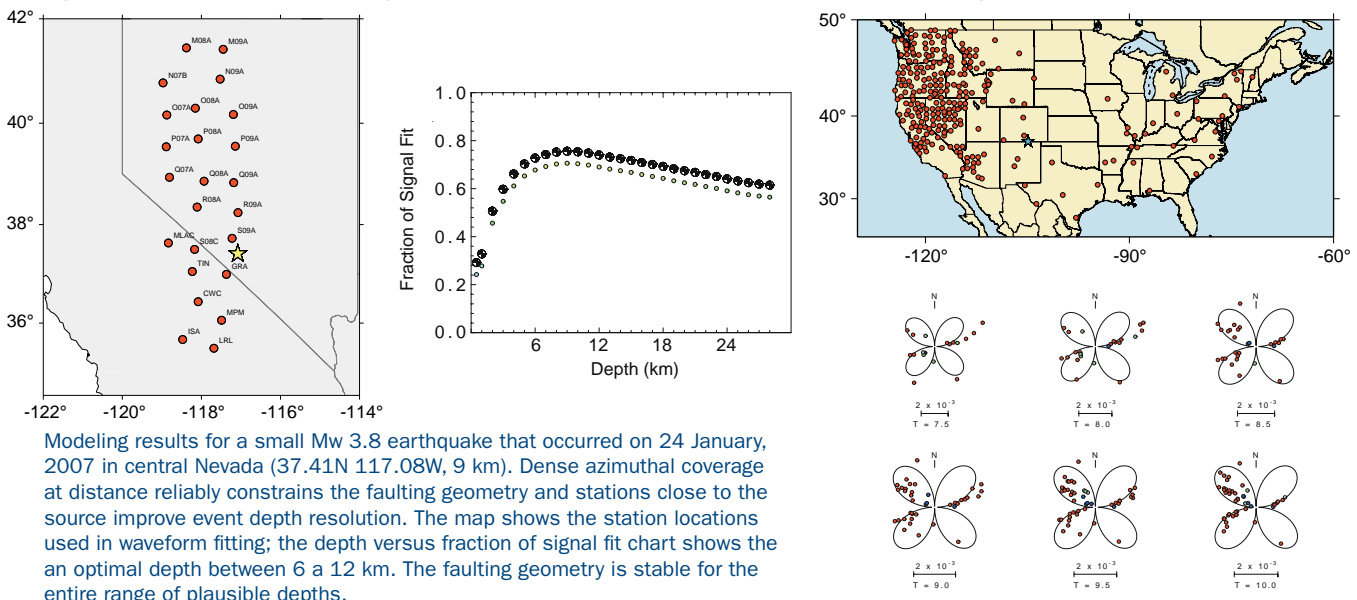 42°
40°
38°
36°
-122°
-120°
-118°
-116°
-114°
M08A
M09A
N07B
N09A
O07A
O08A
O09A
P07A
P08A
P09A
Q07A
Q08A
Q09A
R08A
R09A
MLAC
S08C
S09A
TIN
GRA
CWC
MPM
ISA
LRL
1.0
0.8
0.6
0.4
0.2
0.0
Fraction of Signal Fit
6
12
18
24
Depth (km)
50°
40°
30°
-120°
-90°
-60°
N
N
N
2 x 10⁻³
2 x 10⁻³
2 x 10⁻³
T = 7.5
T = 8.0
T = 8.5
N
N
N
2 x 10⁻³
2 x 10⁻³
2 x 10⁻³
T = 9.0
T = 9.5
T = 10.0
Modeling results for a small Mw 3.8 earthquake that occurred on 24 January,
2007 in central Nevada (37.41N 117.08W, 9 km). Dense azimuthal coverage
at distance reliably constrains the faulting geometry and stations close to the
source improve event depth resolution. The map shows the station locations
used in waveform fitting; the depth versus fraction of signal fit chart shows the
an optimal depth between 6 a 12 km. The faulting geometry is stable for the
entire range of plausible depths.